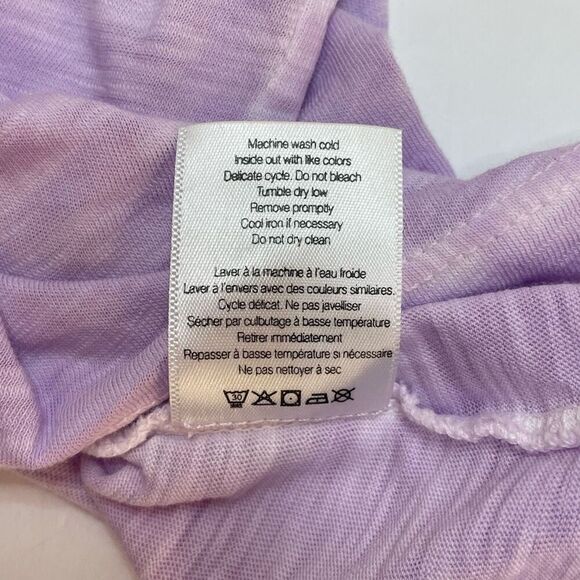 Machine wash cold
Inside out with like colors
Delicate cycle. Do not bleach
Tumble dry low
Remove promptly
Cool iron if necessary
Do not dry clean
Laver à la machine à l'eau froide
Laver à l'envers avec des couleurs similaires.
Cycle délicat. Ne pas javelliser
Sécher par culbutage à basse température
Retirer immédiatement
Repasser à basse température si nécessaire
Ne pas nettoyer à sec
30